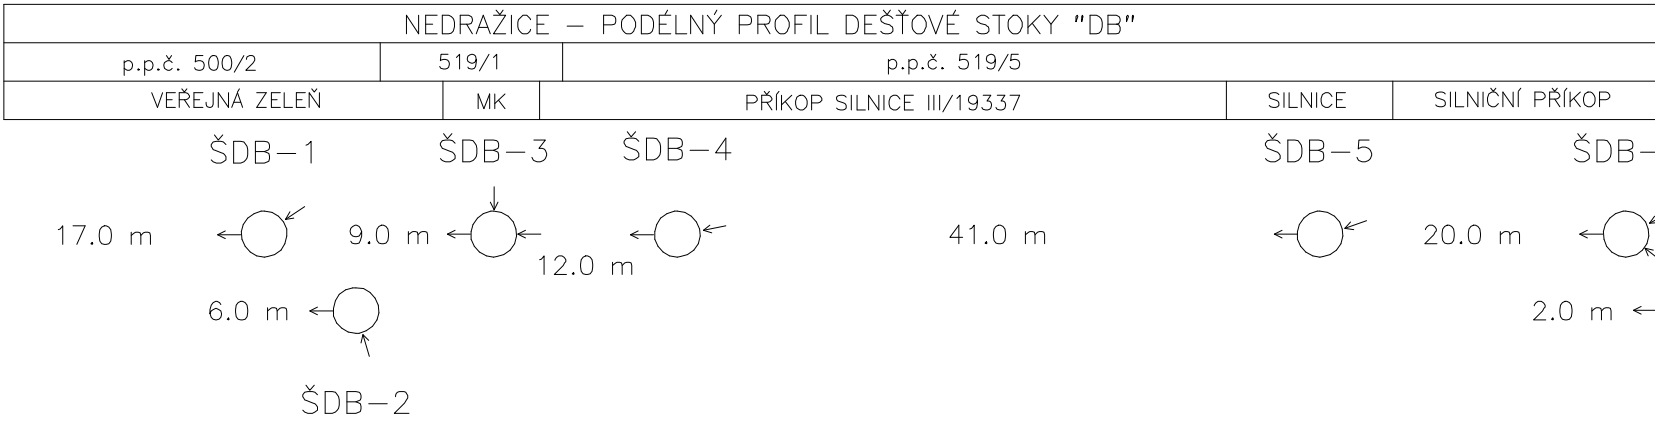 NEDRAŽICE – PODÉLNÝ PROFIL DEŠŤOVÉ STOKY "DB"
p.p.č. 500/2 519/1 p.p.č. 519/5
VEŘEJNÁ ZELEŇ MK PŘÍKOP SILNICE III/19337 SILNICE SILNIČNÍ PŘÍKOP
ŠDB–1 ŠDB–3 ŠDB–4 ŠDB–5 ŠDB–
17.0 m 9.0 m 41.0 m 20.0 m
12.0 m
6.0 m 2.0 m
ŠDB–2